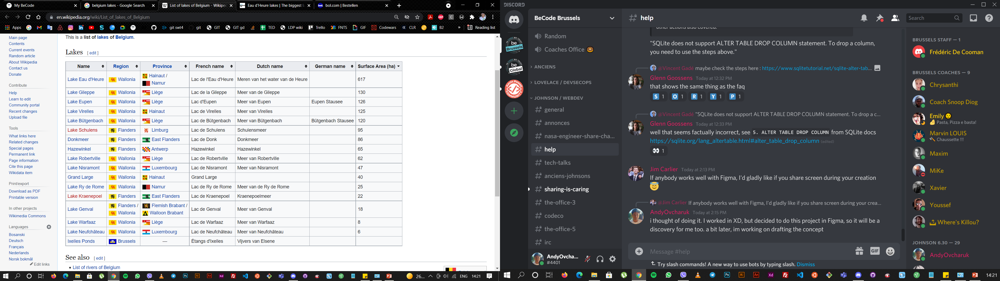 My BeCode
belgium lakes - Google Search
List of lakes of Belgium - Wikipe
Eau d'Heure lakes | The biggest l
bol.com | Bestellen
en.wikipedia.org/wiki/List_of_lakes_of_Belgium
Apps
git swt4
git
GIT
GIT gd
TED
LDP wiki
Trello
FNTS
GIF
Codewars
CLR
B2
»
Reading list
Main page
Contents
Current events
Random article
About Wikipedia
Contact us
Donate
Contribute
Help
Learn to edit
Community portal
Recent changes
Upload file
Tools
What links here
Related changes
Special pages
Permanent link
Page information
Cite this page
Wikidata item
Print/export
Download as PDF
Printable version
In other projects
Wikimedia Commons
Languages
Bosanski
Deutsch
Français
Nederlands
Norsk bokmål
Edit links
This is a list of lakes of Belgium.
Lakes [ edit ]
Name Region Province French name Dutch name German name Surface Area (ha)
Lake Eau d'Heure Wallonia Hainaut / Namur Lac de l'Eau d'Heure Meren van het water van de Heure 617
Lake Gileppe Wallonia Liège Lac de la Gileppe Meer van de Gileppe 130
Lake Eupen Wallonia Liège Lac d'Eupen Meer van Eupen Eupen Stausee 126
Lake Virelles Wallonia Hainaut Lac de Virelles Meer van Virelles 125
Lake Bütgenbach Wallonia Liège Lac de Bütgenbach Meer van Bütgenbach Bütgenbach Stausee 120
Lake Schulens Flanders Limburg Lac de Schulens Schulensmeer 95
Donkmeer Flanders East Flanders Lac de Donk Donkmeer 86
Hazewinkel Flanders Antwerp Hazewinkel Hazewinkel 65
Lake Robertville Wallonia Liège Lac de Robertville Meer van Robertville 62
Lake Nisramont Wallonia Luxembourg Lac de Nisramont Meer van Nisramont 47
Grand Large Wallonia Hainaut Grand Large 40
Lake Ry de Rome Wallonia Namur Lac de Ry de Rome Meer van de Ry de Rome 25
Lake Kraenepoel Flanders East Flanders Lac de Kraenepoel Kraenepoelmeer 22
Lake Genval Flanders / Wallonia Flemish Brabant / Walloon Brabant Lac de Genval Meer van Genval 18
Lake Warfaaz Wallonia Liège Lac de Warfaaz Meer van Warfaaz 8
Lake Neufchâteau Wallonia Luxembourg Lac de Neufchâteau Meer van Neufchâteau 6
Ixelles Ponds Brussels — Étangs d'Ixelles Vijvers van Elsene
See also [ edit ]
• List of rivers of Belgium
26... ENG 14:21
DISCORD
be Brussels
be Global
BeCode Brussels
Random
Coaches Office
ANCIENS
LOVELACE / DEVSECOPS
JOHNSON / WEBDEV
general
annonces
nasa-engineer-share-cha...
help
tech-talks
anciens-johnsons
sharing-is-caring
the-office-3
codeco
the-office-5
irc
AndyOvcha...
#4401
help
Search
other actions also covered.
"SQLite does not support ALTER TABLE DROP COLUMN statement. To drop a column,
you need to use the steps above."
@Vincent Gadé maybe check the steps here : https://www.sqlitetutorial.net/sqlite-alter-tab...
Glenn Goossens Today at 12:32 PM
that shows the same thing as the faq
S 1 O 1 R 1 Y 1 P 1
@Vincent Gadé "SQLite does not support ALTER TABLE DROP COLUMN statement. To drop a c...
Glenn Goossens Today at 12:33 PM
well that seems factually incorrect, see 5. ALTER TABLE DROP COLUMN from SQLite docs
https://sqlite.org/lang_altertable.html#alter_table_drop_column (edited)
1
Jim Carlier Today at 2:13 PM
If anybody works well with Figma, I'd gladly like if you share screen during your creation
@Jim Carlier If anybody works well with Figma, I'd gladly like if you share screen during your crea...
AndyOvcharuk Today at 2:15 PM
i thought of doing it. I worked in XD, but decided to do this project in Figma, so it will be a
discovery for me too. a bit later, im working on drafting the concept
Message #help
GIF
Try slash commands! A new way to use bots by typing slash. Dismiss
BRUSSELS STAFF — 1
Frédéric De Cooman
BRUSSELS COACHES — 9
Chrysanthi
Coach Snoop Diog
Emily
Pasta, Pizza e basta!
Marvin LOUIS
Chaussette !!!
Maxim
MiKe
Xavier
Youssef
Where's Killou?
JOHNSON 6.30 — 29
AndyOvcharuk
14:21